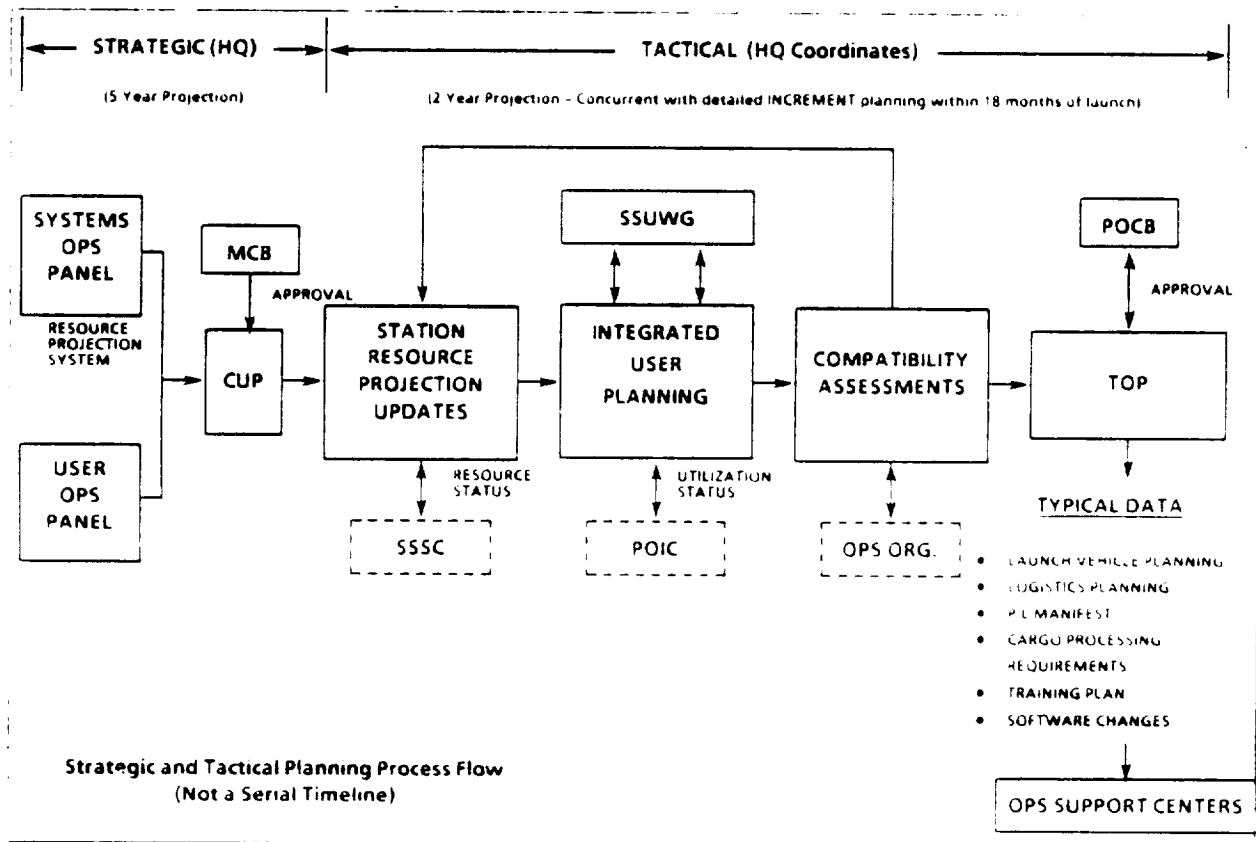 STRATEGIC (HQ)
TACTICAL (HQ Coordinates)
(5 Year Projection)
(2 Year Projection - Concurrent with detailed INCREMENT planning within 18 months of launch)
SYSTEMS
OPS
PANEL
RESOURCE
PROJECTION
SYSTEM
USER
OPS
PANEL
MCB
APPROVAL
CUP
STATION
RESOURCE
PROJECTION
UPDATES
RESOURCE
STATUS
SSSC
SSUWG
INTEGRATED
USER
PLANNING
UTILIZATION
STATUS
POIC
COMPATIBILITY
ASSESSMENTS
OPS ORG.
POCB
APPROVAL
TOP
TYPICAL DATA
• LAUNCH VEHICLE PLANNING
• LOGISTICS PLANNING
• P/L MANIFEST
• CARGO PROCESSING
REQUIREMENTS
• TRAINING PLAN
• SOFTWARE CHANGES
OPS SUPPORT CENTERS
Strategic and Tactical Planning Process Flow
(Not a Serial Timeline)